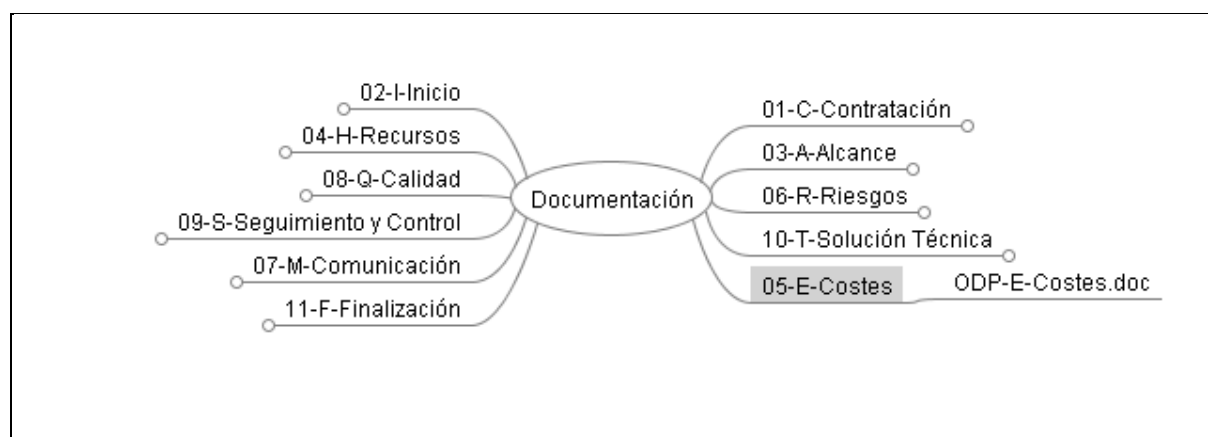 02-I-Inicio
04-H-Recursos
08-Q-Calidad
09-S-Seguimiento y Control
07-M-Comunicación
11-F-Finalización
Documentación
01-C-Contratación
03-A-Alcance
06-R-Riesgos
10-T-Solución Técnica
05-E-Costes
ODP-E-Costes.doc